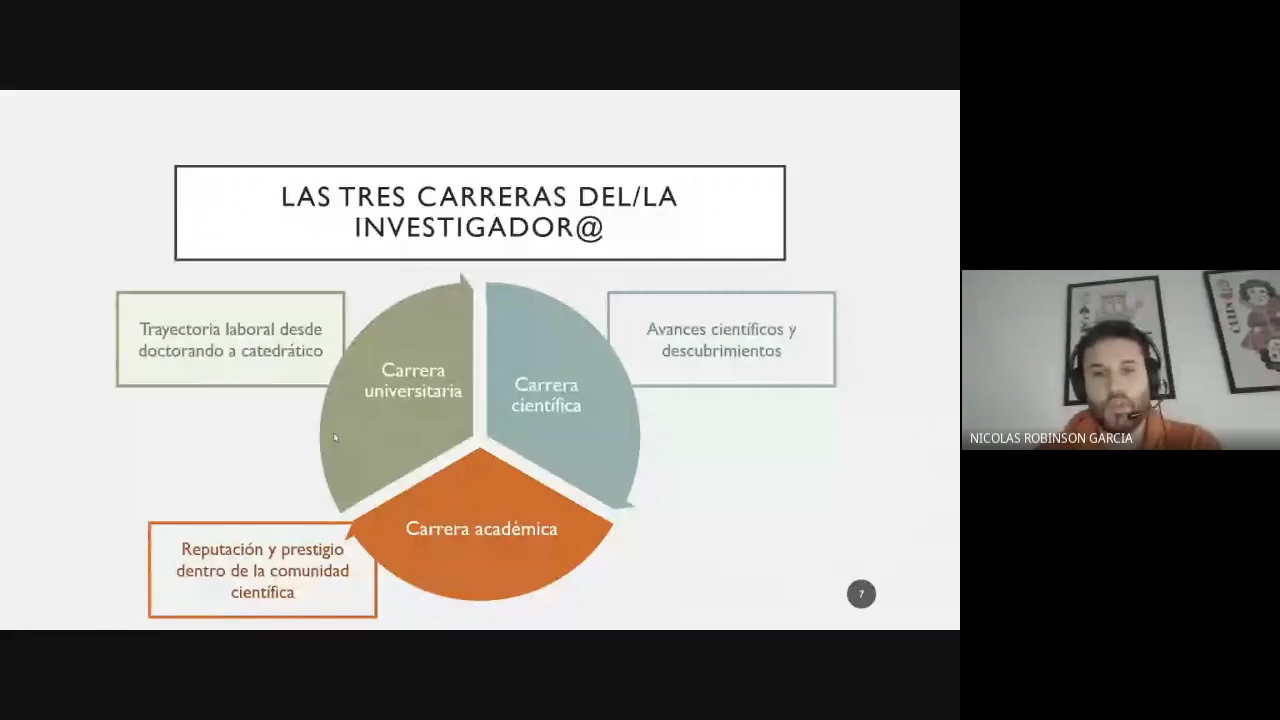 LAS TRES CARRERAS DEL/LA
INVESTIGADOR@
Trayectoria laboral desde
doctorando a catedrático
Carrera
universitaria
Carrera
científica
Avances científicos y
descubrimientos
Carrera académica
Reputación y prestigio
dentro de la comunidad
científica
7
NICOLAS ROBINSON GARCIA